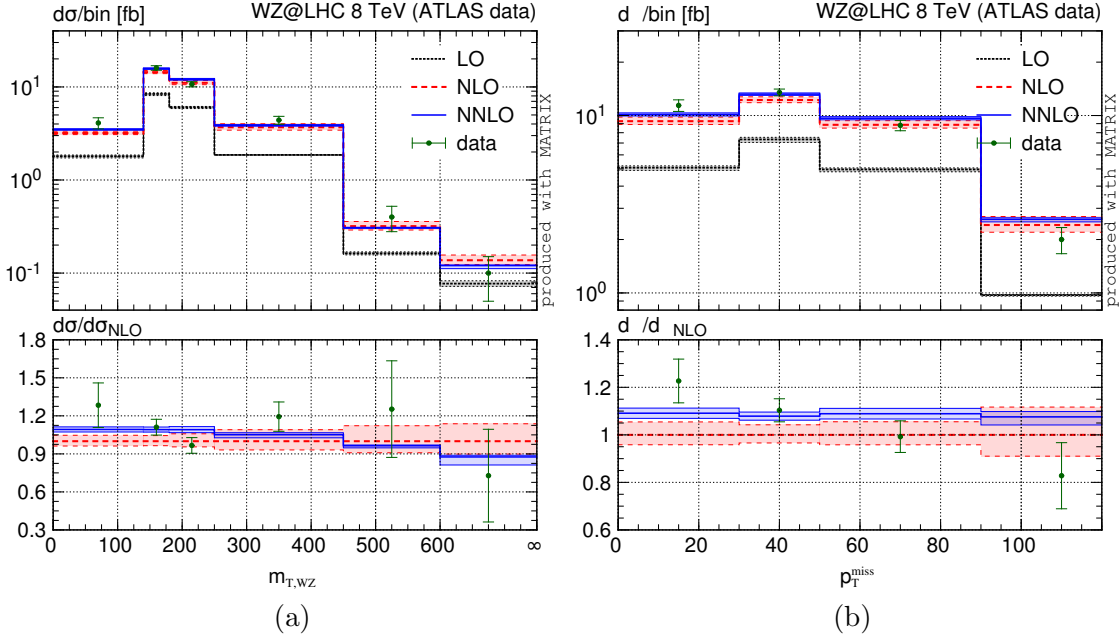 dσ/bin [fb] WZ@LHC 8 TeV (ATLAS data)
LO
NLO
NNLO
data
10^1
10^0
10^-1
produced with MATRIX
dσ/dσ_NLO
1.8
1.5
1.2
0.9
0.6
0.3
0 100 200 300 400 500 600 ∞
m_T,WZ
(a)
d /bin [fb] WZ@LHC 8 TeV (ATLAS data)
LO
NLO
NNLO
data
10^1
10^0
produced with MATRIX
d /d NLO
1.4
1.2
1.0
0.8
0.6
0 20 40 60 80 100
p_T^miss
(b)